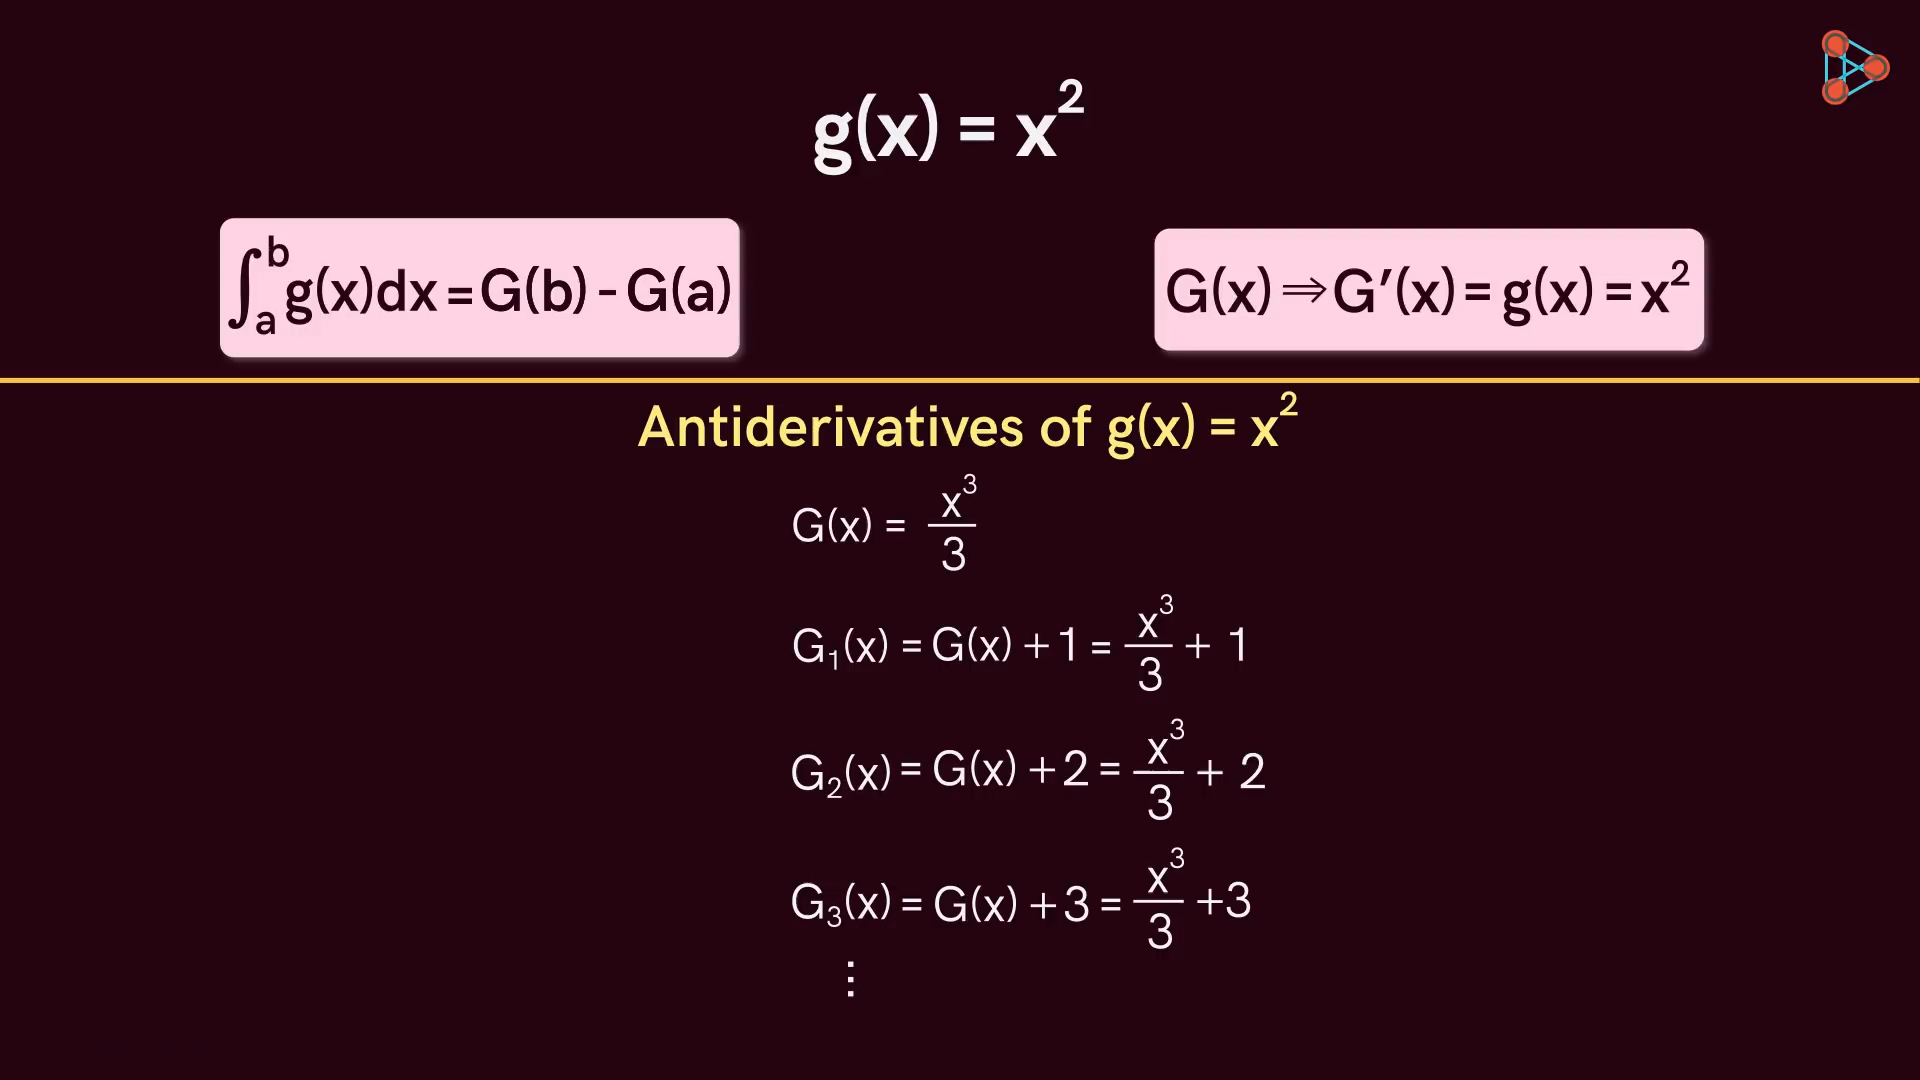 g(x) = x²
∫ₐᵇ g(x)dx = G(b) - G(a)
G(x) ⇒ G′(x) = g(x) = x²
Antiderivatives of g(x) = x²
G(x) = x³/3
G₁(x) = G(x) + 1 = x³/3 + 1
G₂(x) = G(x) + 2 = x³/3 + 2
G₃(x) = G(x) + 3 = x³/3 +3
⋮